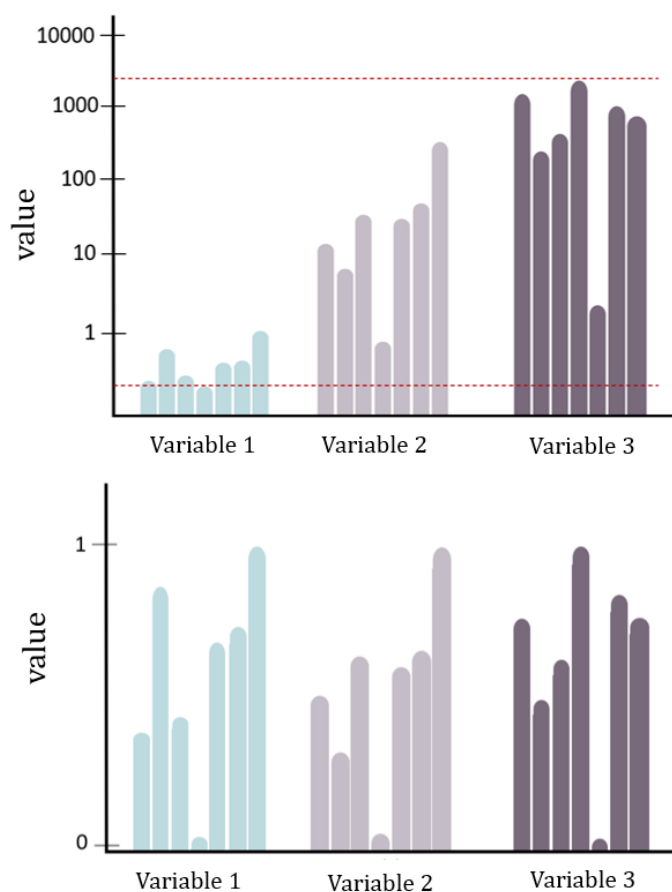 10000
1000
100
10
1
value
Variable 1
Variable 2
Variable 3
1
value
0
Variable 1
Variable 2
Variable 3